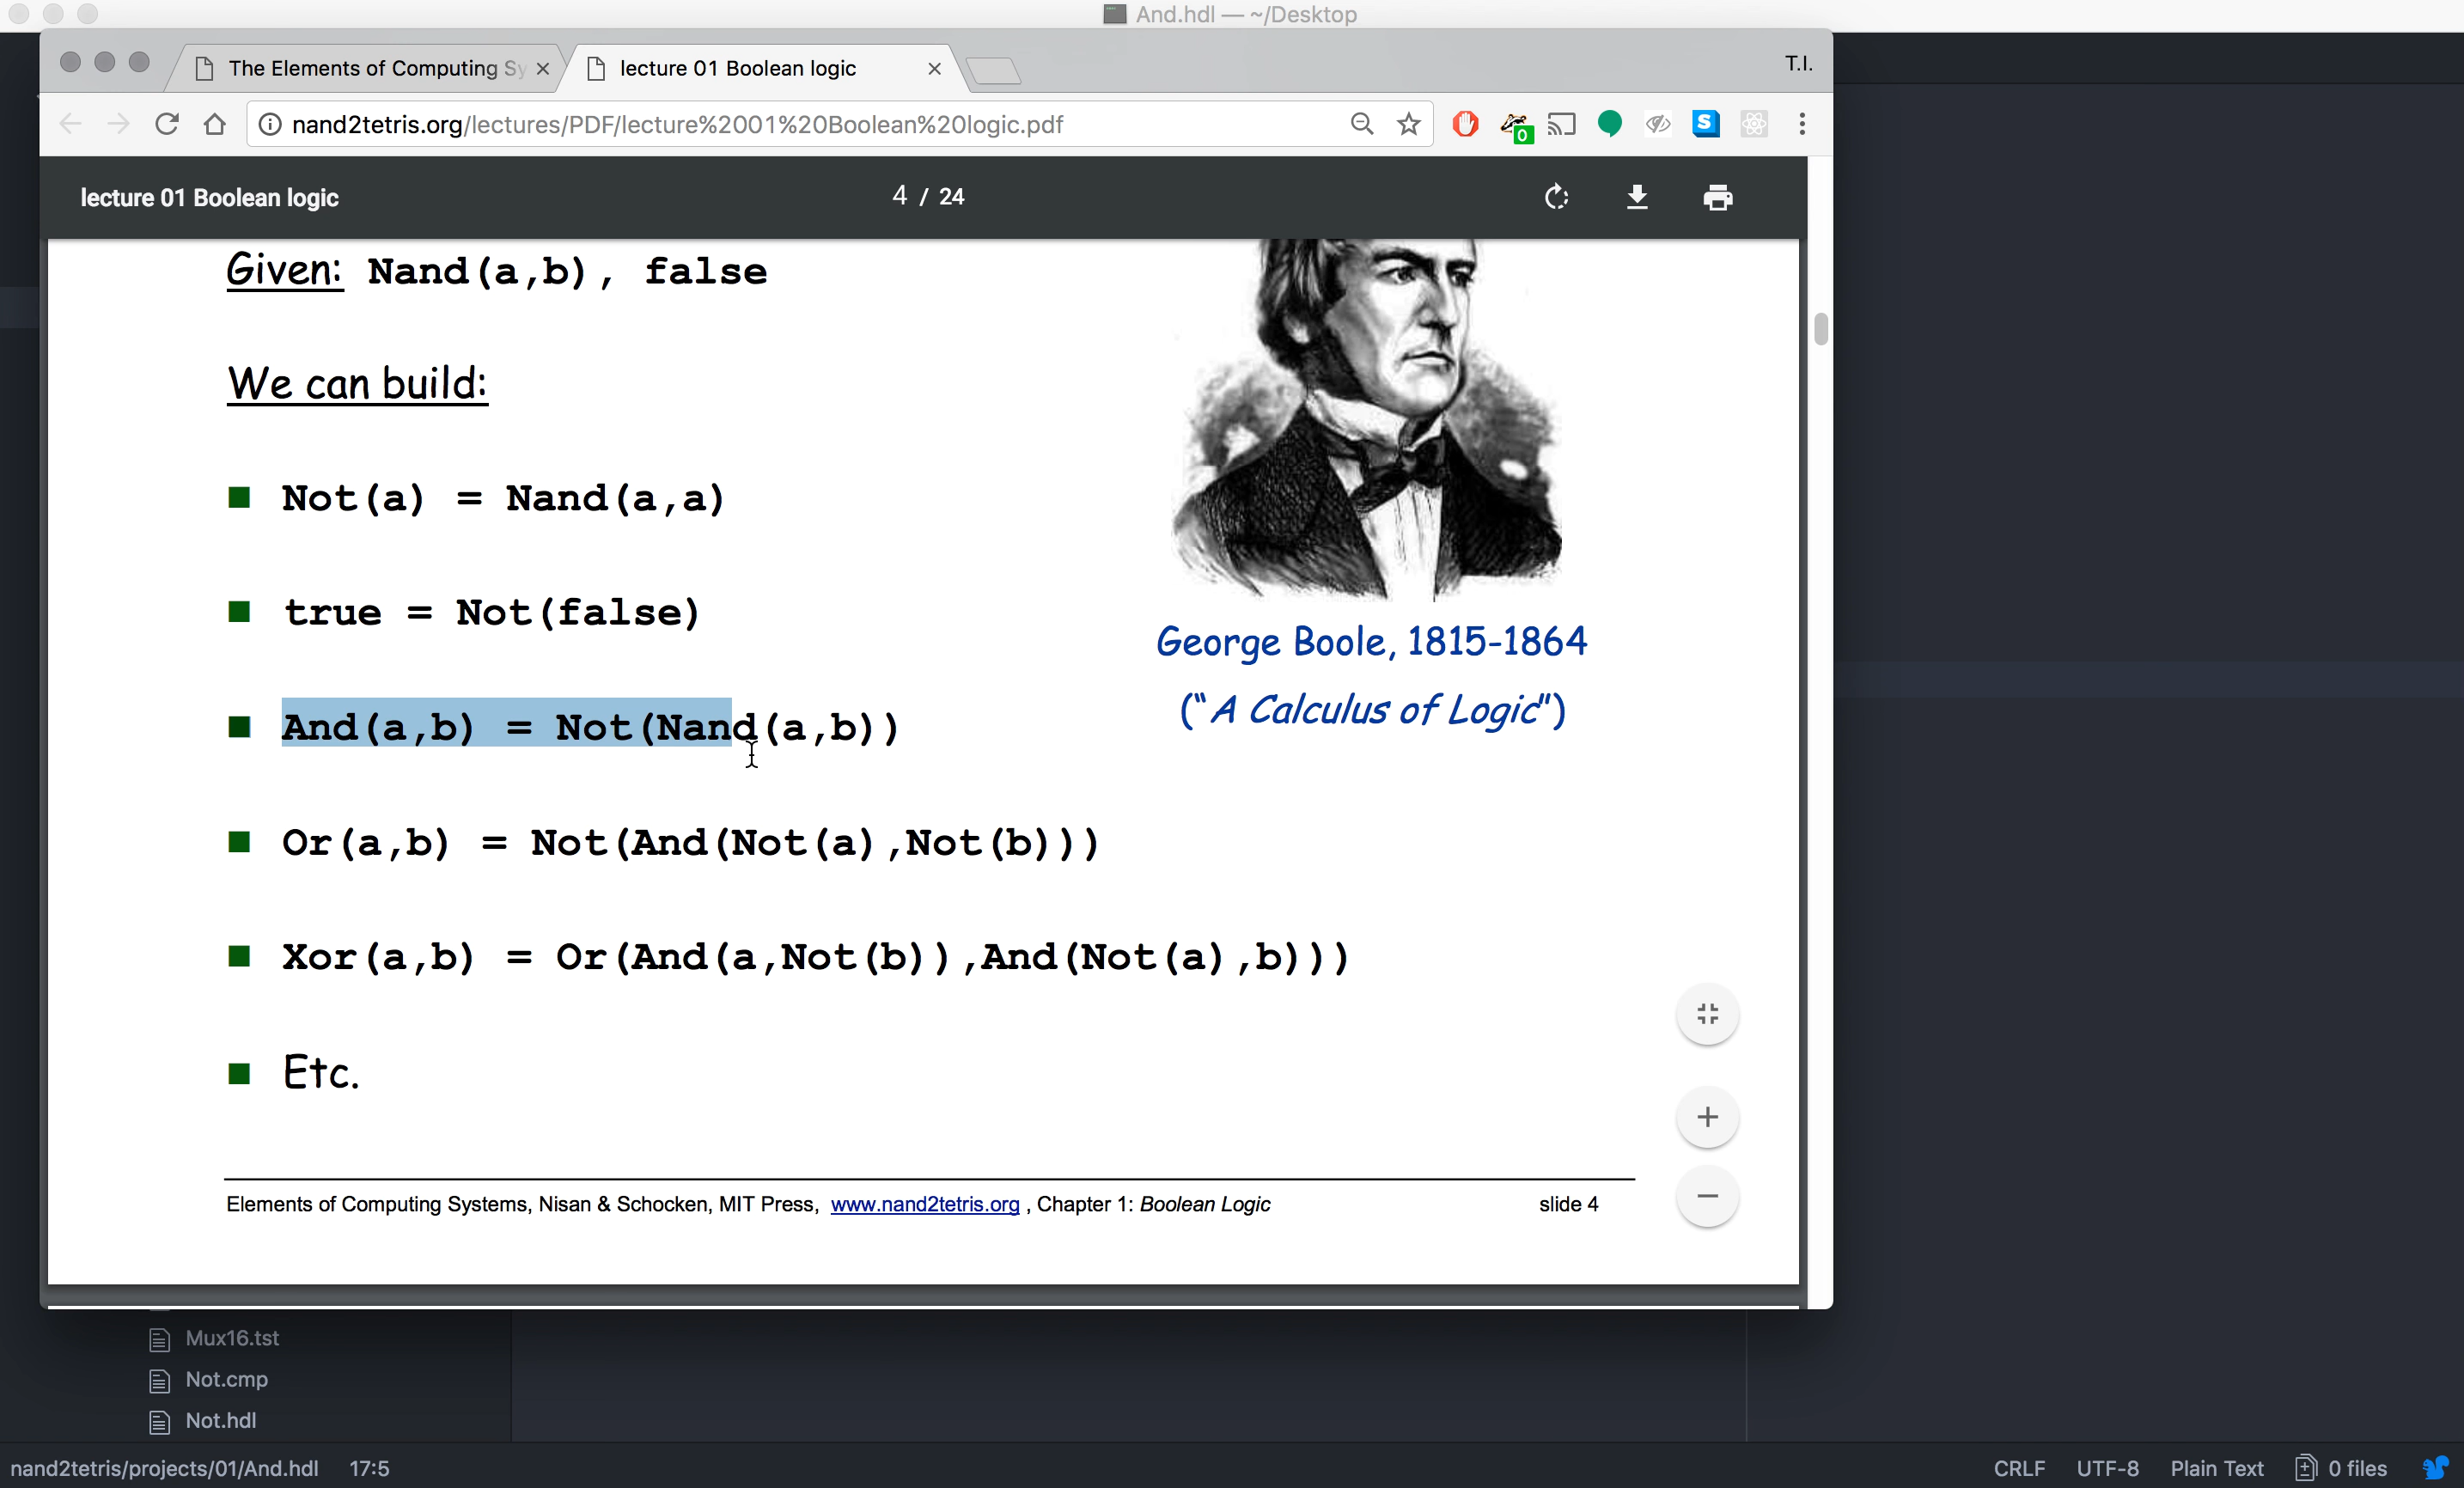 And.hdl — ~/Desktop
The Elements of Computing Sy
lecture 01 Boolean logic
T.I.
nand2tetris.org/lectures/PDF/lecture%2001%20Boolean%20logic.pdf
0
S
lecture 01 Boolean logic
4 / 24
Given: Nand(a,b), false
We can build:
Not(a) = Nand(a,a)
true = Not(false)
And(a,b) = Not(Nand(a,b))
Or(a,b) = Not(And(Not(a),Not(b)))
Xor(a,b) = Or(And(a,Not(b)),And(Not(a),b)))
Etc.
George Boole, 1815-1864
("A Calculus of Logic")
Elements of Computing Systems, Nisan & Schocken, MIT Press, www.nand2tetris.org , Chapter 1: Boolean Logic
slide 4
Mux16.tst
Not.cmp
Not.hdl
nand2tetris/projects/01/And.hdl 17:5
CRLF UTF-8 Plain Text 0 files